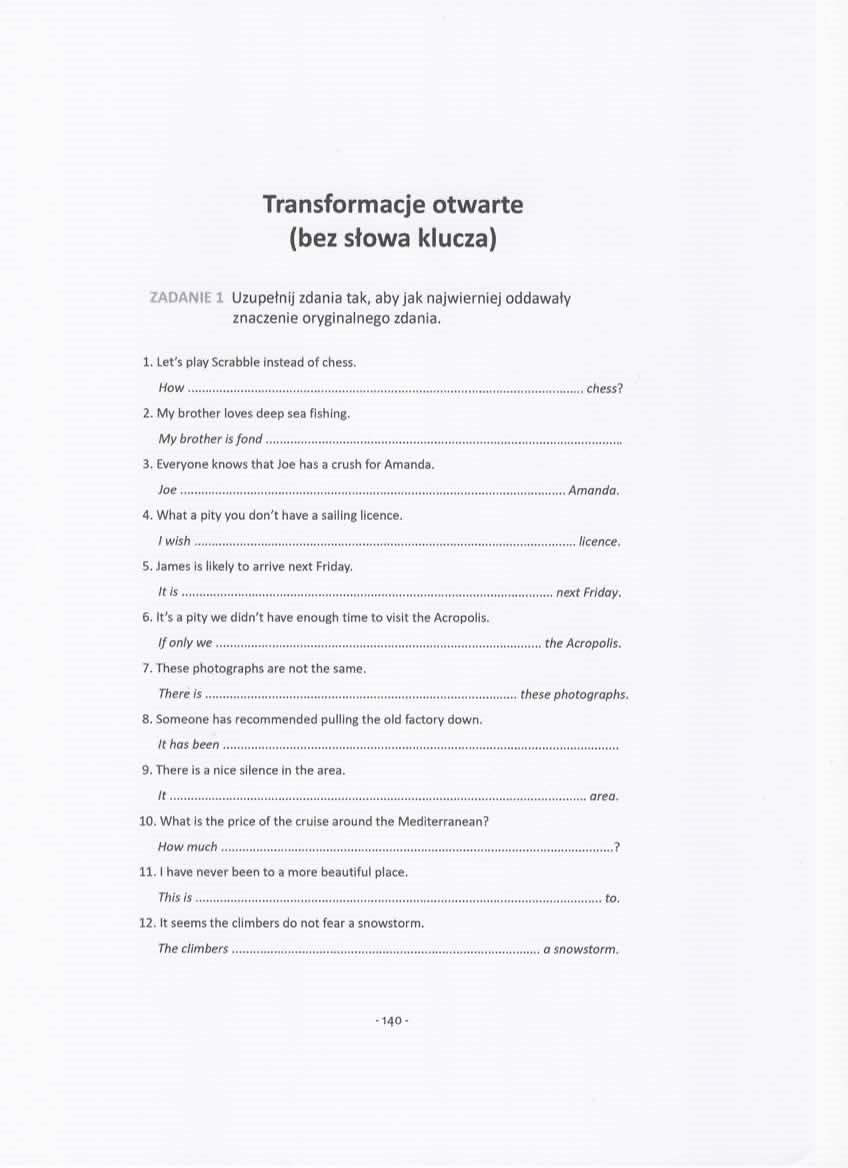 Transformacje otwarte
(bez słowa klucza)
ZADANIE 1 Uzupełnij zdania tak, aby jak najwierniej oddawały
znaczenie oryginalnego zdania.
1. Let's play Scrabble instead of chess.
How ........................................ chess?
2. My brother loves deep sea fishing.
My brother is fond ........................................
3. Everyone knows that Joe has a crush for Amanda.
Joe ........................................ Amanda.
4. What a pity you don't have a sailing licence.
I wish ........................................ licence.
5. James is likely to arrive next Friday.
It is ........................................ next Friday.
6. It's a pity we didn't have enough time to visit the Acropolis.
If only we ........................................ the Acropolis.
7. These photographs are not the same.
There is ........................................ these photographs.
8. Someone has recommended pulling the old factory down.
It has been ........................................
9. There is a nice silence in the area.
It ........................................ area.
10. What is the price of the cruise around the Mediterranean?
How much ........................................?
11. I have never been to a more beautiful place.
This is ........................................ to.
12. It seems the climbers do not fear a snowstorm.
The climbers ........................................ a snowstorm.
- 140 -